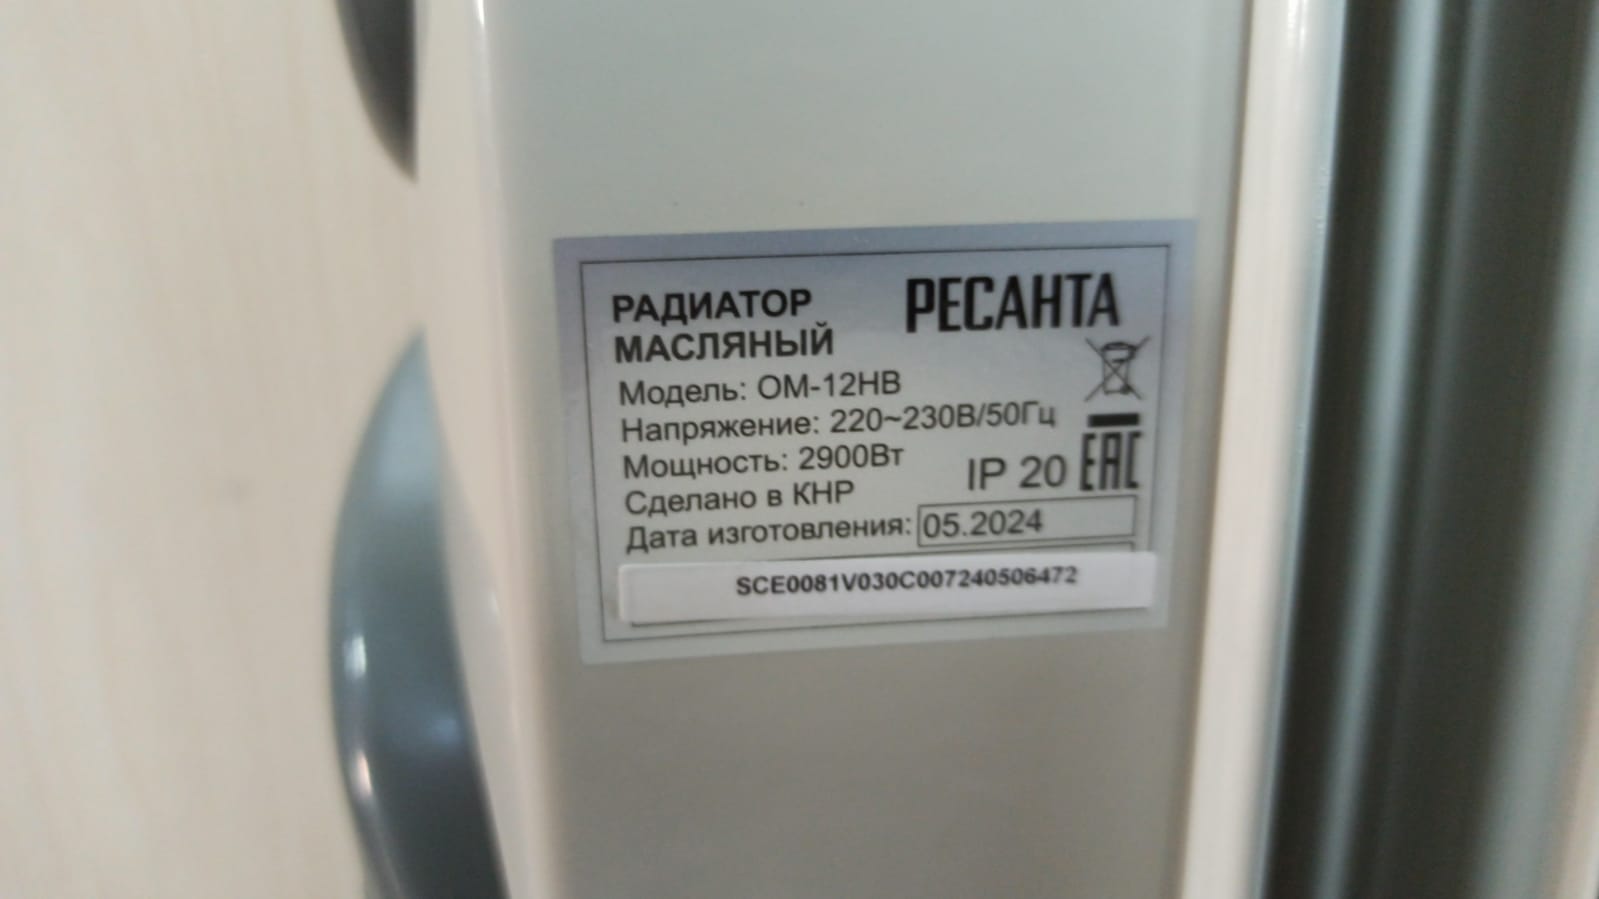 РАДИАТОР
МАСЛЯНЫЙ
РЕСАНТА
Модель: ОМ-12НВ
Напряжение: 220~230В/50Гц
Мощность: 2900Вт
Сделано в КНР
IP 20
EAC
Дата изготовления: 05.2024
SCE0081V030C007240506472